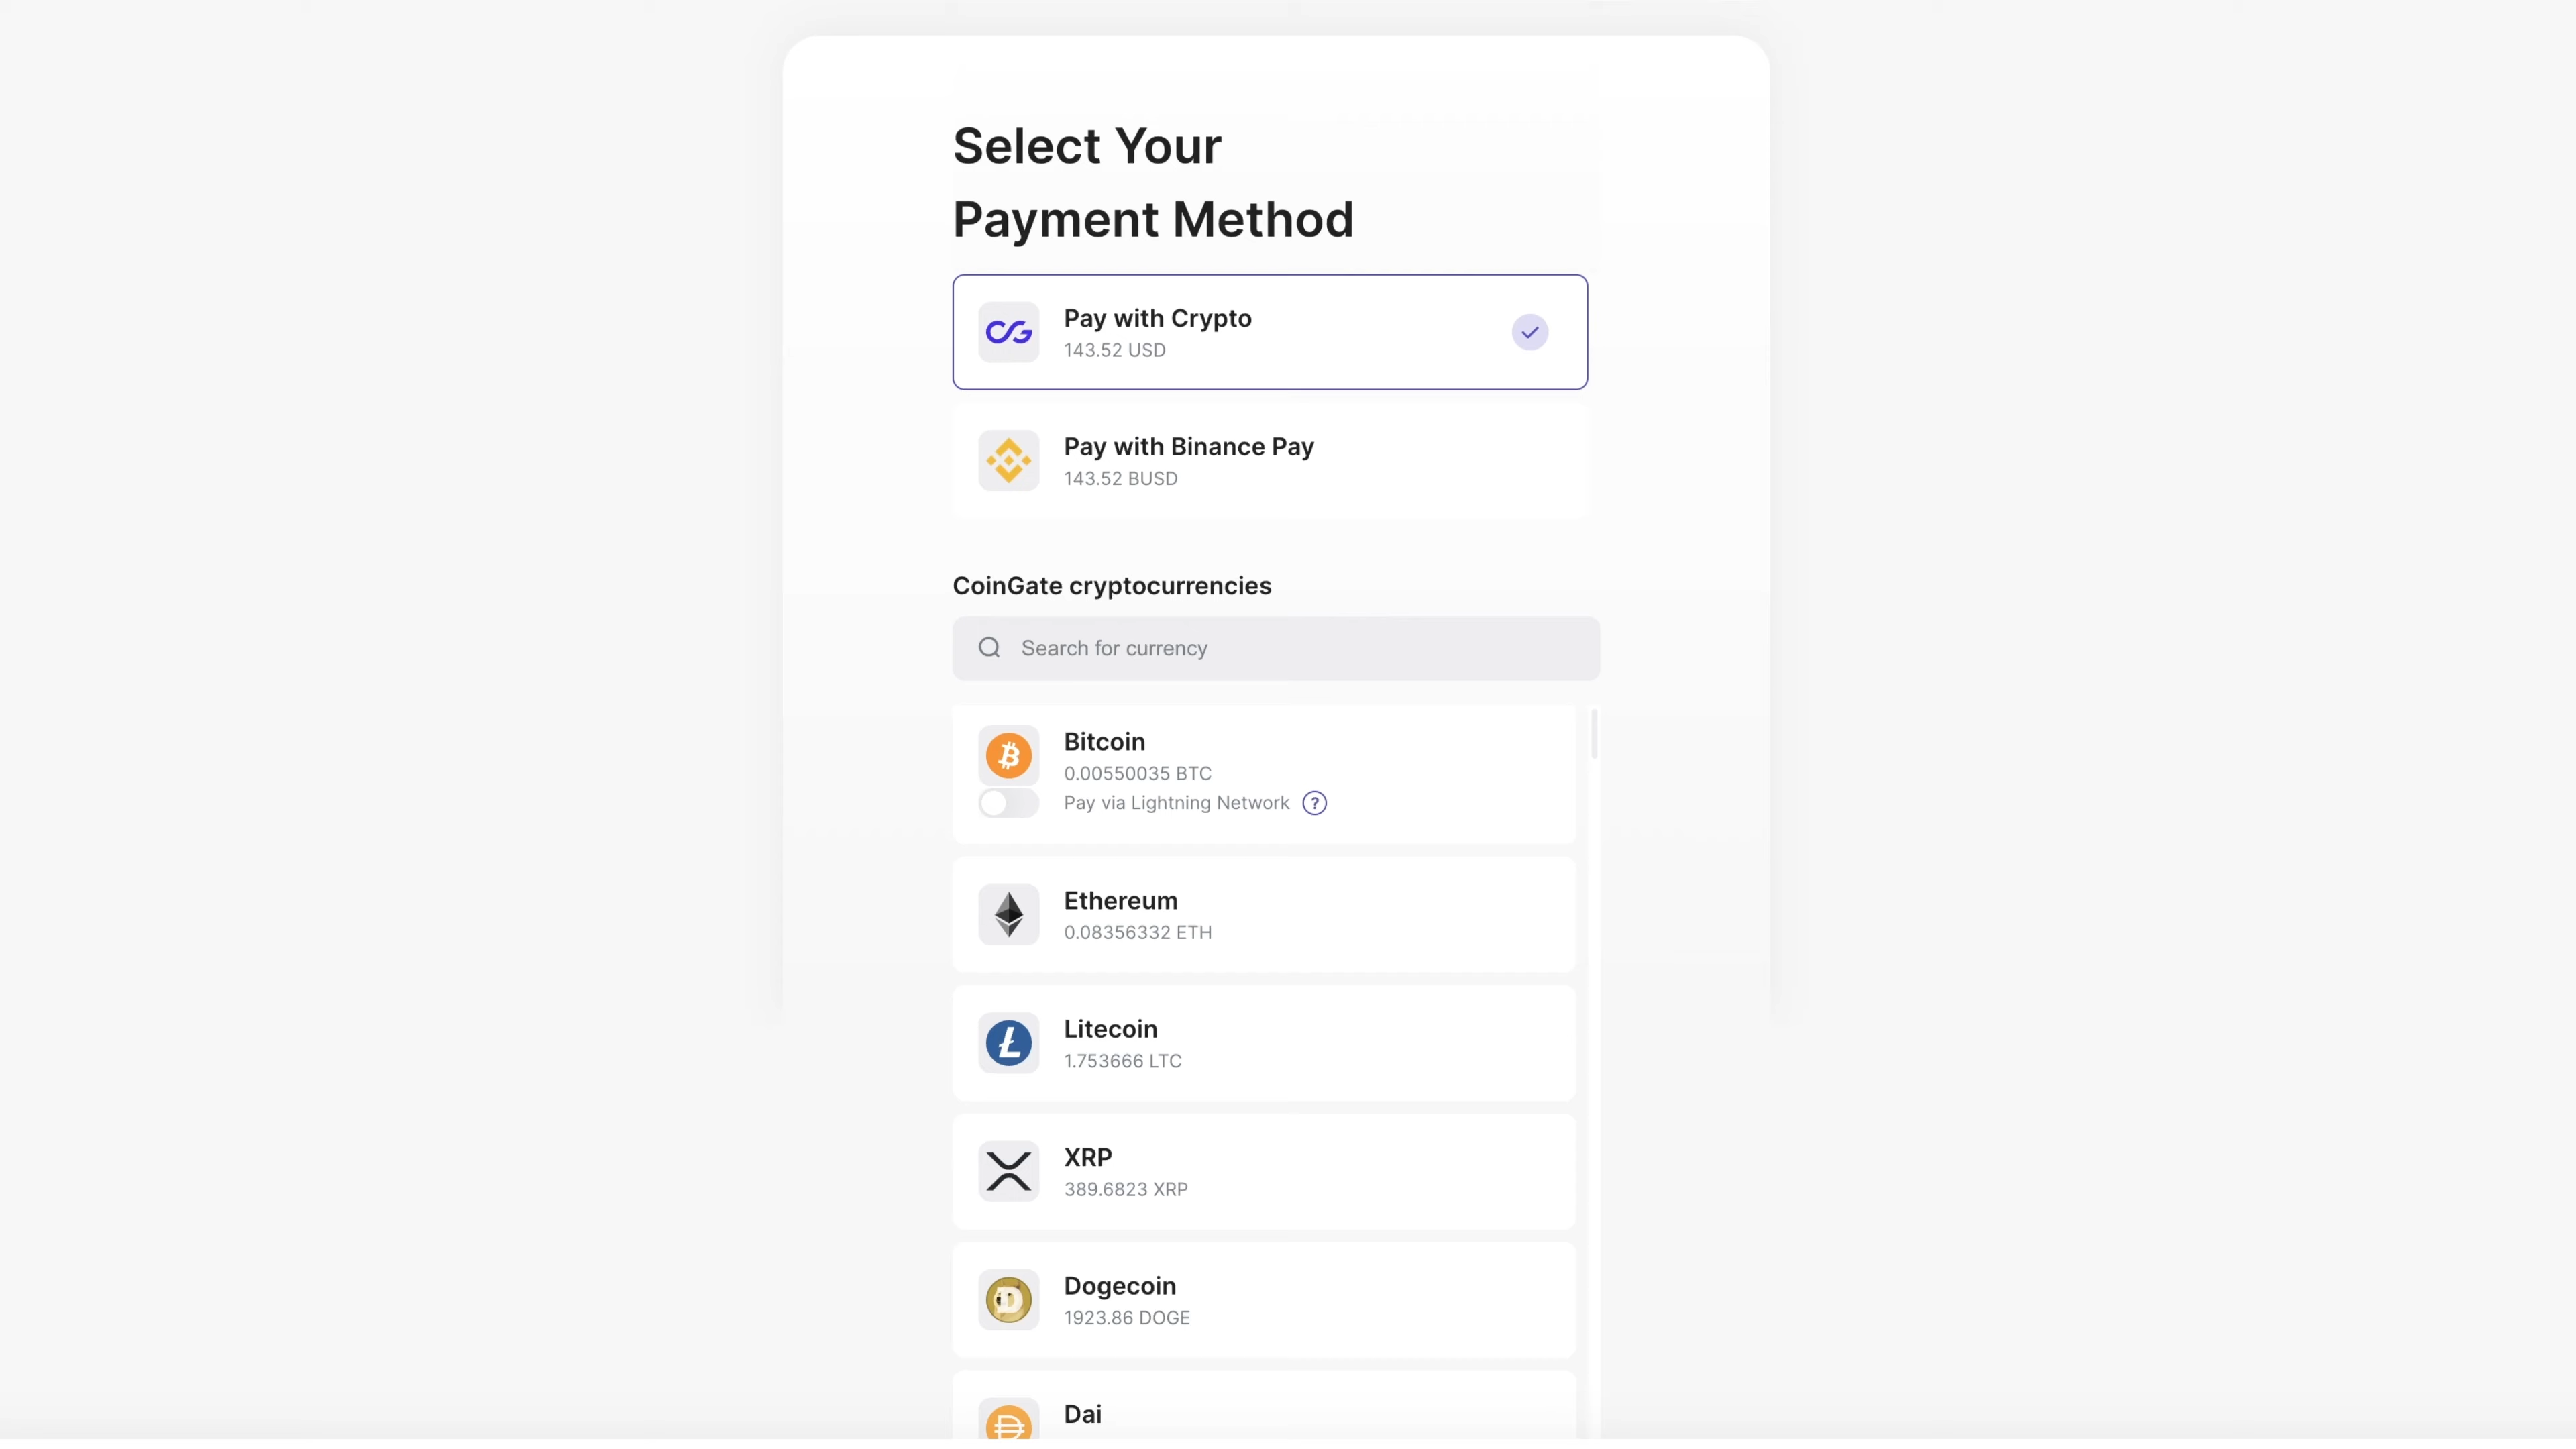 Select Your
Payment Method
Pay with Crypto
143.52 USD
Pay with Binance Pay
143.52 BUSD
CoinGate cryptocurrencies
Search for currency
Bitcoin
0.00550035 BTC
Pay via Lightning Network ?
Ethereum
0.08356332 ETH
Litecoin
1.753666 LTC
XRP
389.6823 XRP
Dogecoin
1923.86 DOGE
Dai